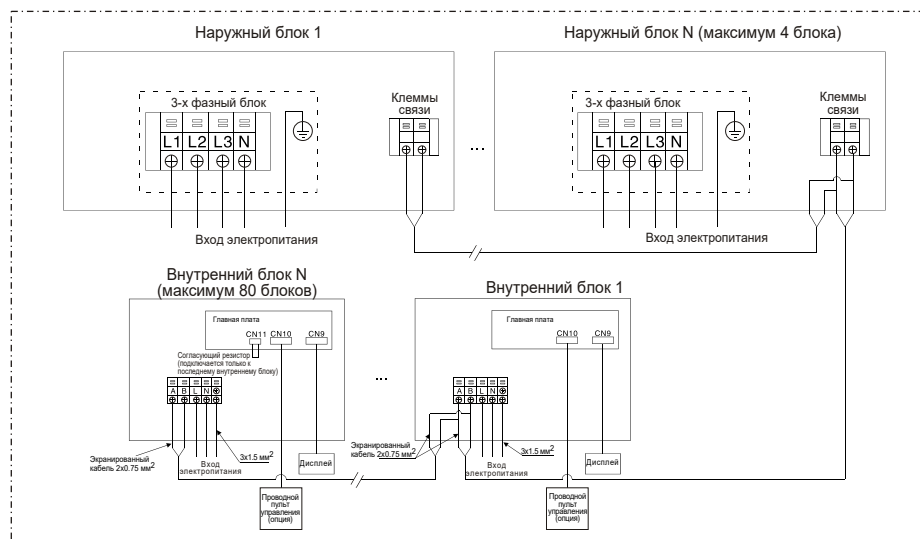 Наружный блок 1
Наружный блок N (максимум 4 блока)
3-х фазный блок
Клеммы
связи
L1 L2 L3 N
Вход электропитания
...
3-х фазный блок
Клеммы
связи
L1 L2 L3 N
Вход электропитания
Внутренний блок N
(максимум 80 блоков)
Главная плата
CN11 CN10 CN9
Согласующий резистор
(подключается только к
последнему внутреннему блоку)
A B L N
Экранированный
кабель 2x0.75 мм2
Вход
электропитания
3x1.5 мм2
Дисплей
Проводной
пульт
управления
(опция)
...
Внутренний блок 1
Главная плата
CN10 CN9
A B L N
Экранированный
кабель 2x0.75 мм2
Вход
электропитания
3x1.5 мм2
Дисплей
Проводной
пульт
управления
(опция)